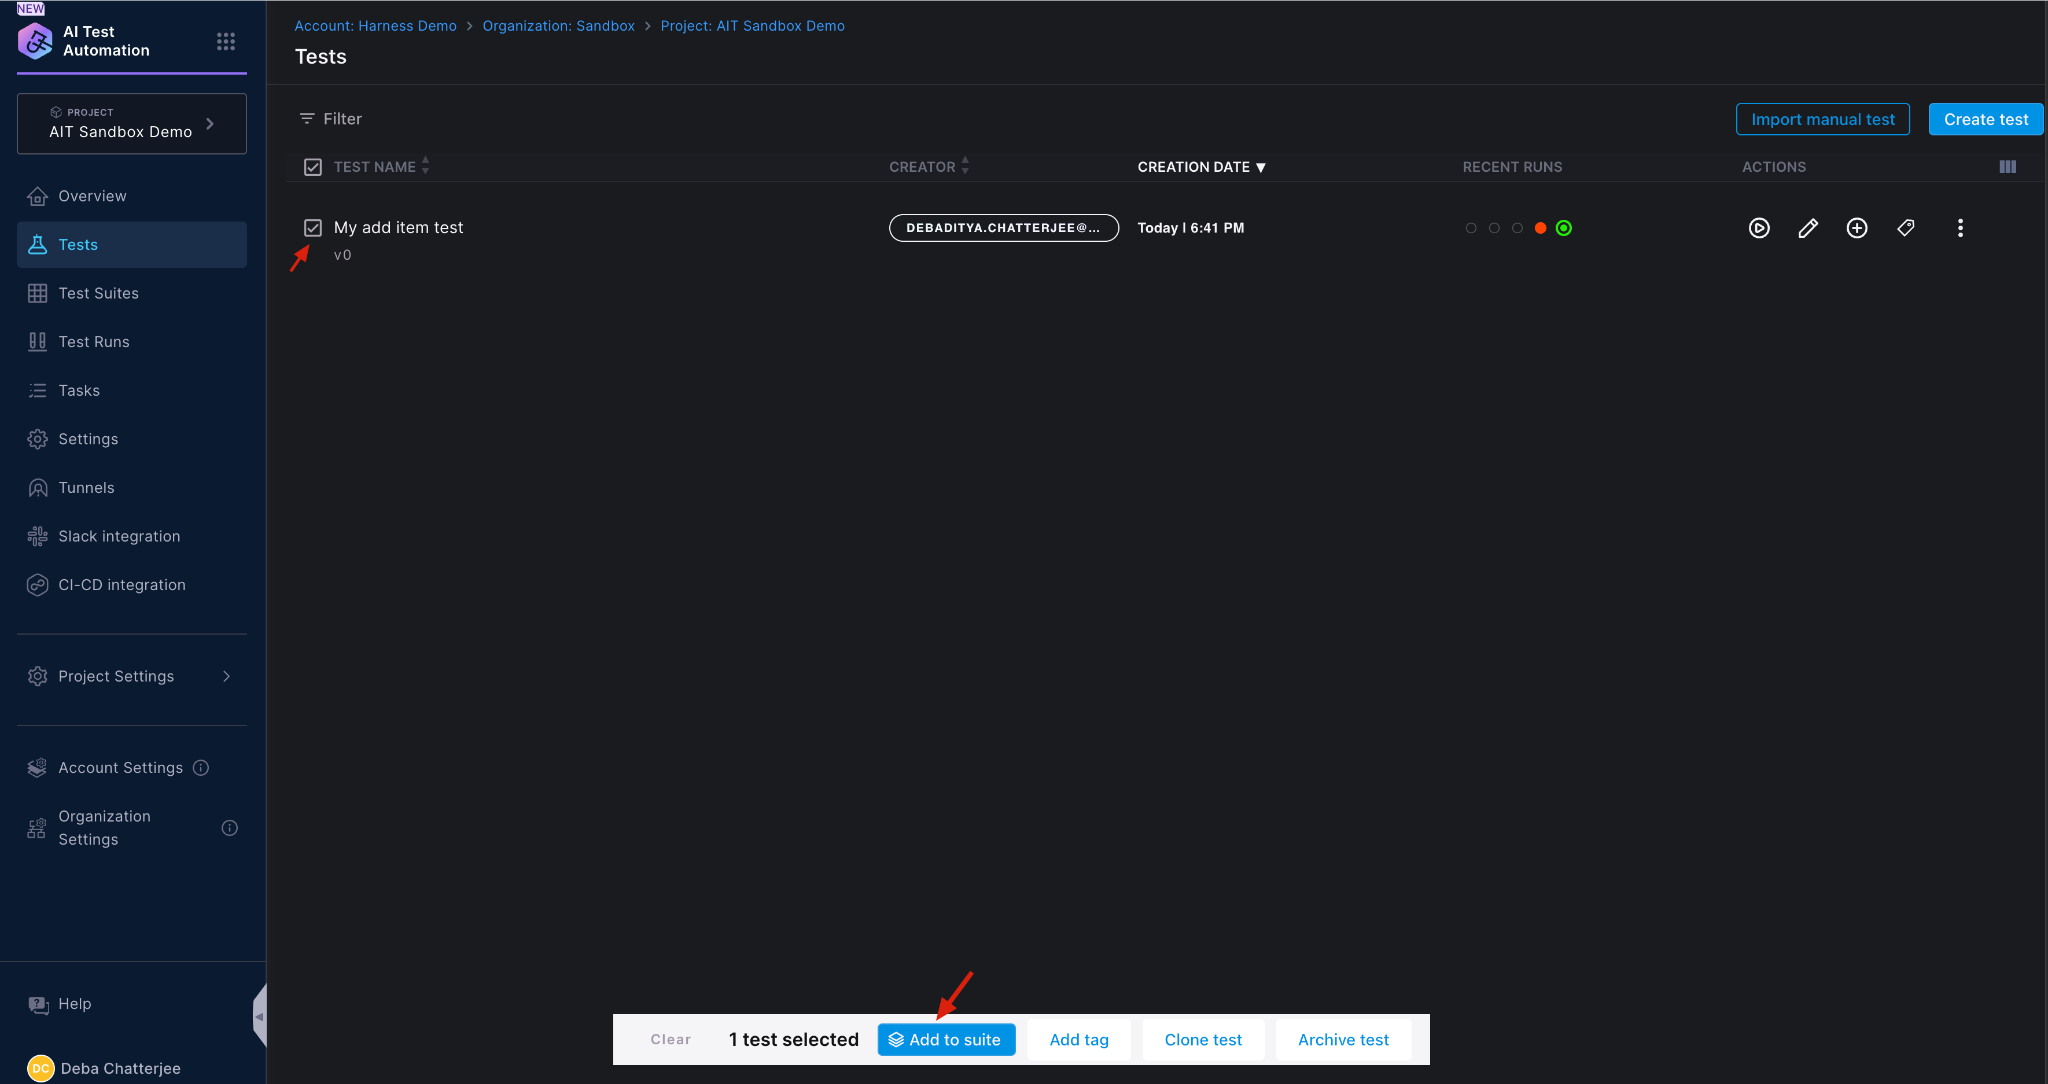 NEW
AI Test
Automation
PROJECT
AIT Sandbox Demo
Overview
Tests
Test Suites
Test Runs
Tasks
Settings
Tunnels
Slack integration
CI-CD integration
Project Settings
Account Settings
Organization
Settings
Help
DC Deba Chatterjee
Account: Harness Demo > Organization: Sandbox > Project: AIT Sandbox Demo
Tests
Filter
Import manual test
Create test
TEST NAME CREATOR CREATION DATE RECENT RUNS ACTIONS
My add item test DEBADITYA.CHATTERJEE@... Today | 6:41 PM
v0
Clear 1 test selected Add to suite Add tag Clone test Archive test